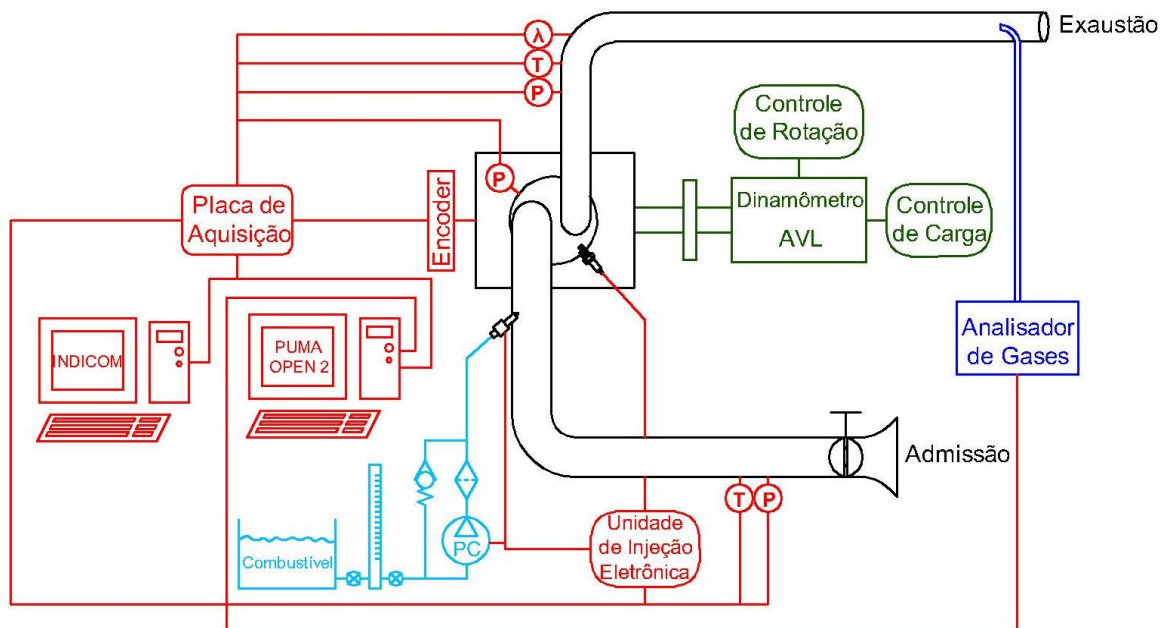 λ
T
P
Exaustão
Controle
de Rotação
P
Encoder
Placa de
Aquisição
Dinamômetro
AVL
Controle
de Carga
INDICOM
PUMA
OPEN 2
Analisador
de Gases
Admissão
T
P
Combustível
PC
Unidade
de Injeção
Eletrônica